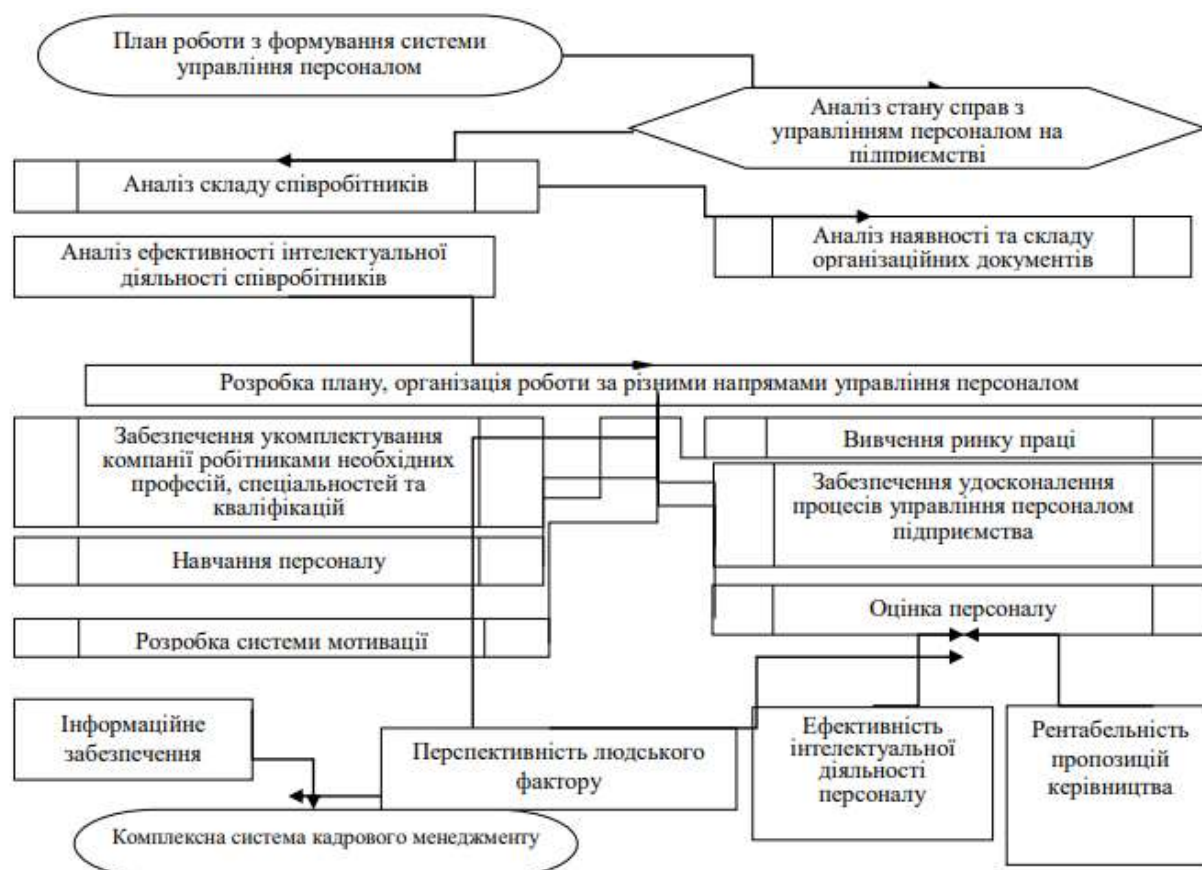 План роботи з формування системи
управління персоналом
Аналіз стану справ з
управлінням персоналом на
підприємстві
Аналіз складу співробітників
Аналіз наявності та складу
організаційних документів
Аналіз ефективності інтелектуальної
діяльності співробітників
Розробка плану, організація роботи за різними напрямами управління персоналом
Забезпечення укомплектування
компанії робітниками необхідних
професій, спеціальностей та
кваліфікацій
Вивчення ринку праці
Забезпечення удосконалення
процесів управління персоналом
підприємства
Навчання персоналу
Оцінка персоналу
Розробка системи мотивації
Інформаційне
забезпечення
Перспективність людського
фактору
Ефективність
інтелектуальної
діяльності
персоналу
Рентабельність
пропозицій
керівництва
Комплексна система кадрового менеджменту